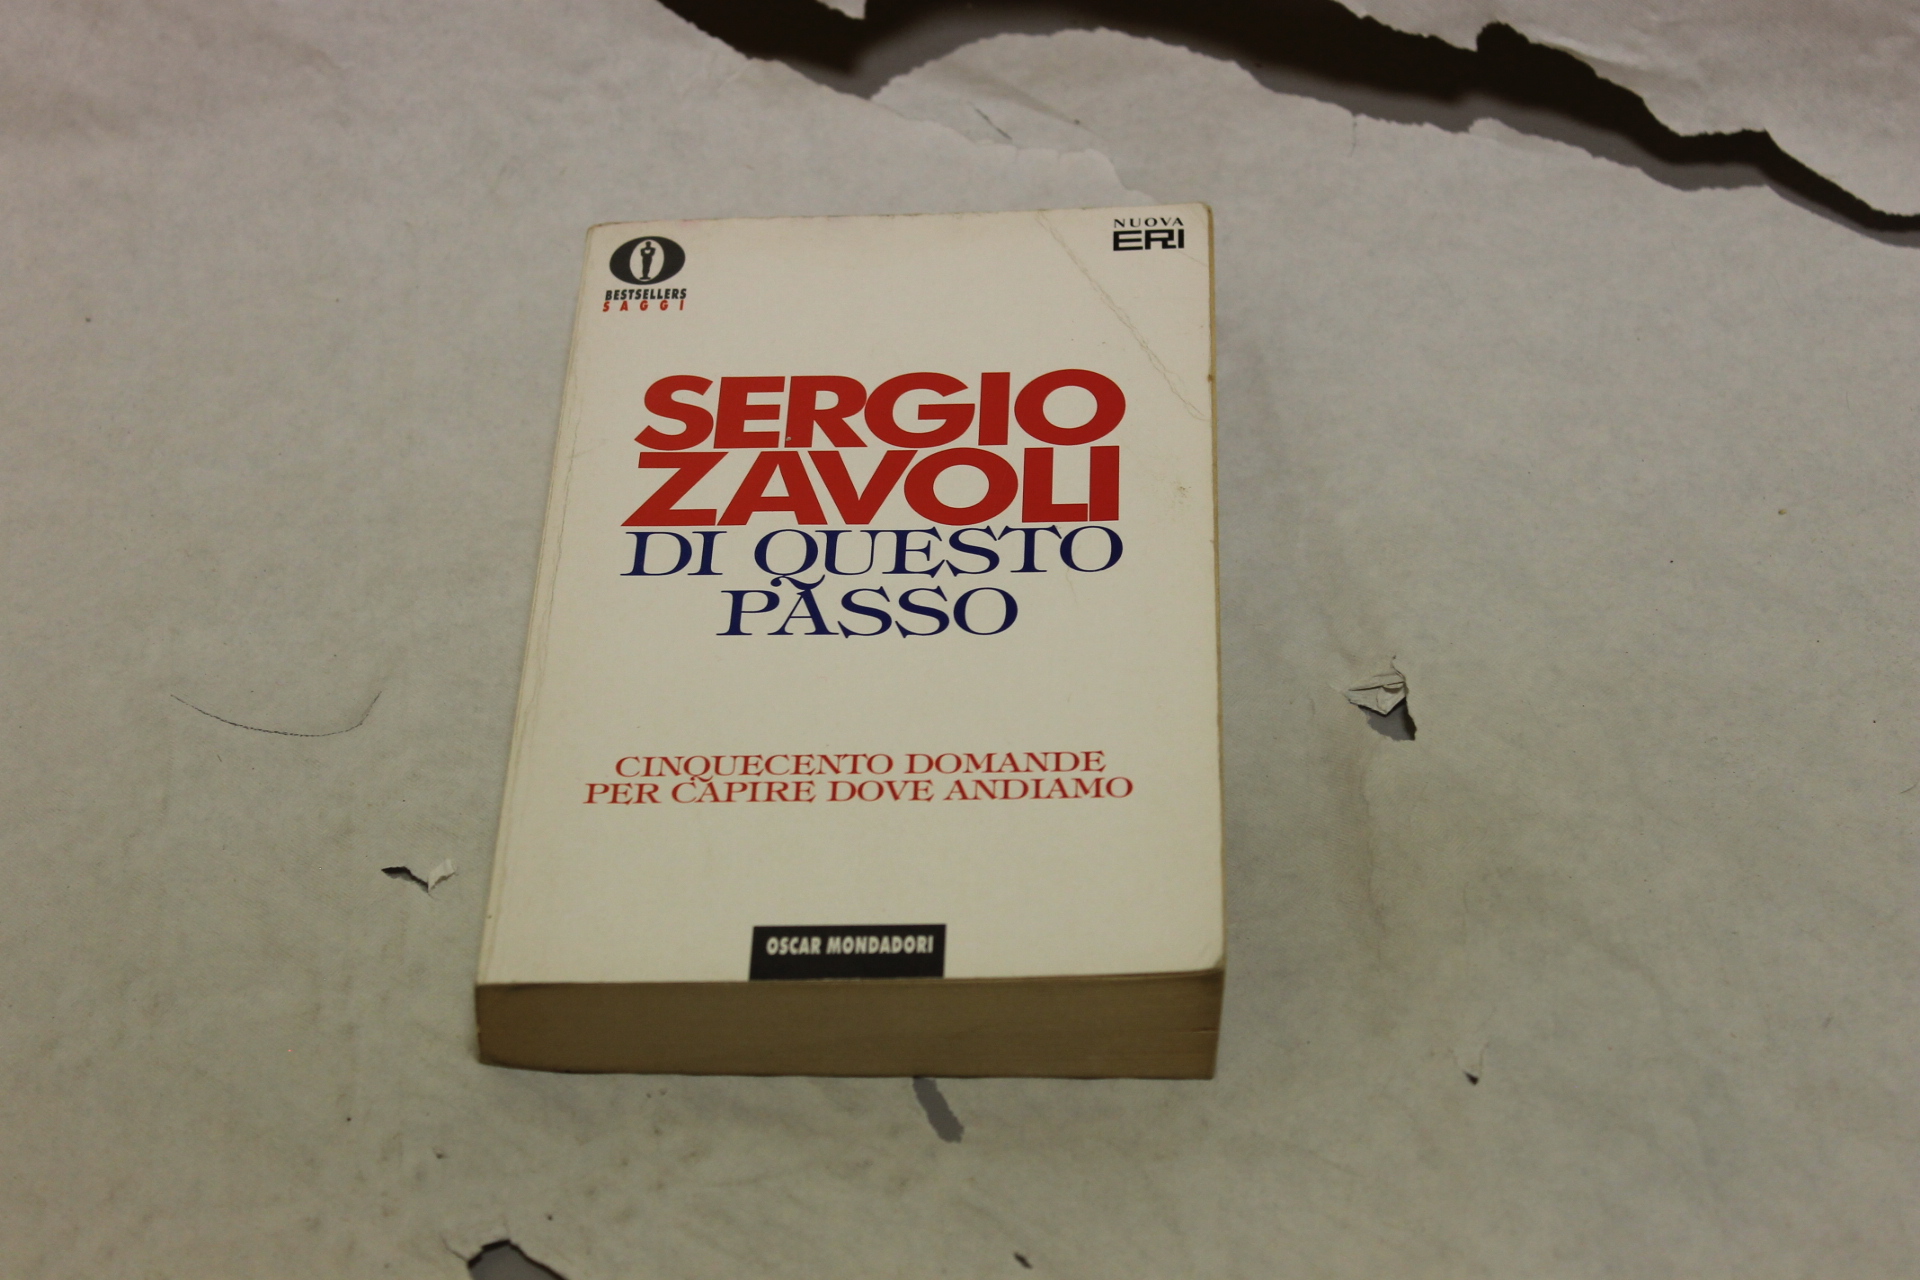 NUOVA
ERI
BESTSELLERS
SAGGI
SERGIO
ZAVOLI
DI QUESTO
PASSO
CINQUECENTO DOMANDE
PER CAPIRE DOVE ANDIAMO
OSCAR MONDADORI